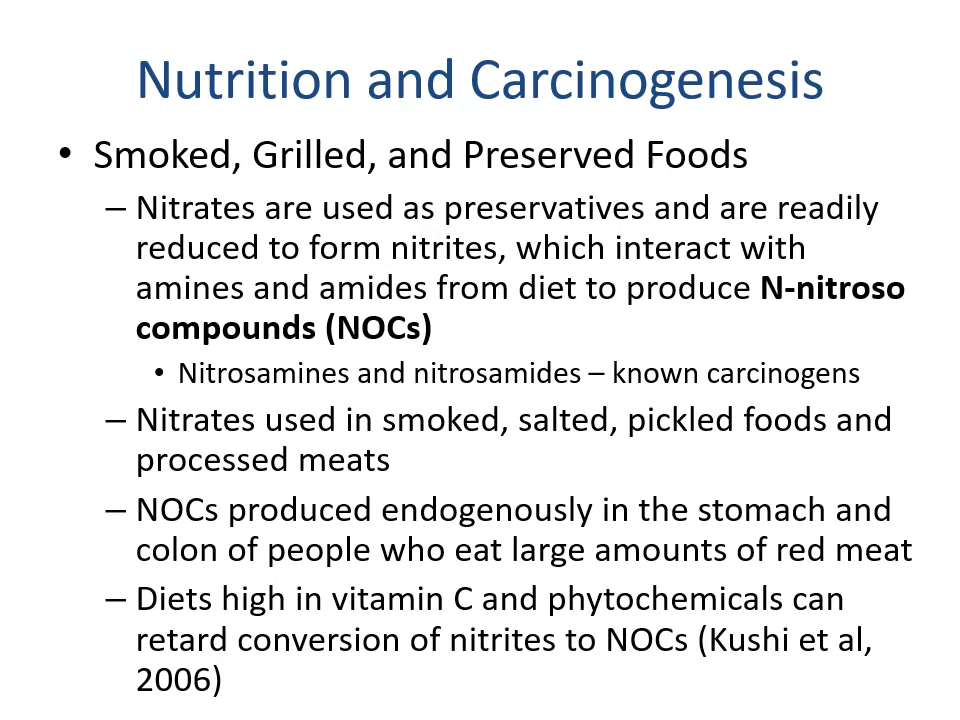 Nutrition and Carcinogenesis
• Smoked, Grilled, and Preserved Foods
– Nitrates are used as preservatives and are readily
reduced to form nitrites, which interact with
amines and amides from diet to produce N-nitroso
compounds (NOCs)
• Nitrosamines and nitrosamides – known carcinogens
– Nitrates used in smoked, salted, pickled foods and
processed meats
– NOCs produced endogenously in the stomach and
colon of people who eat large amounts of red meat
– Diets high in vitamin C and phytochemicals can
retard conversion of nitrites to NOCs (Kushi et al,
2006)